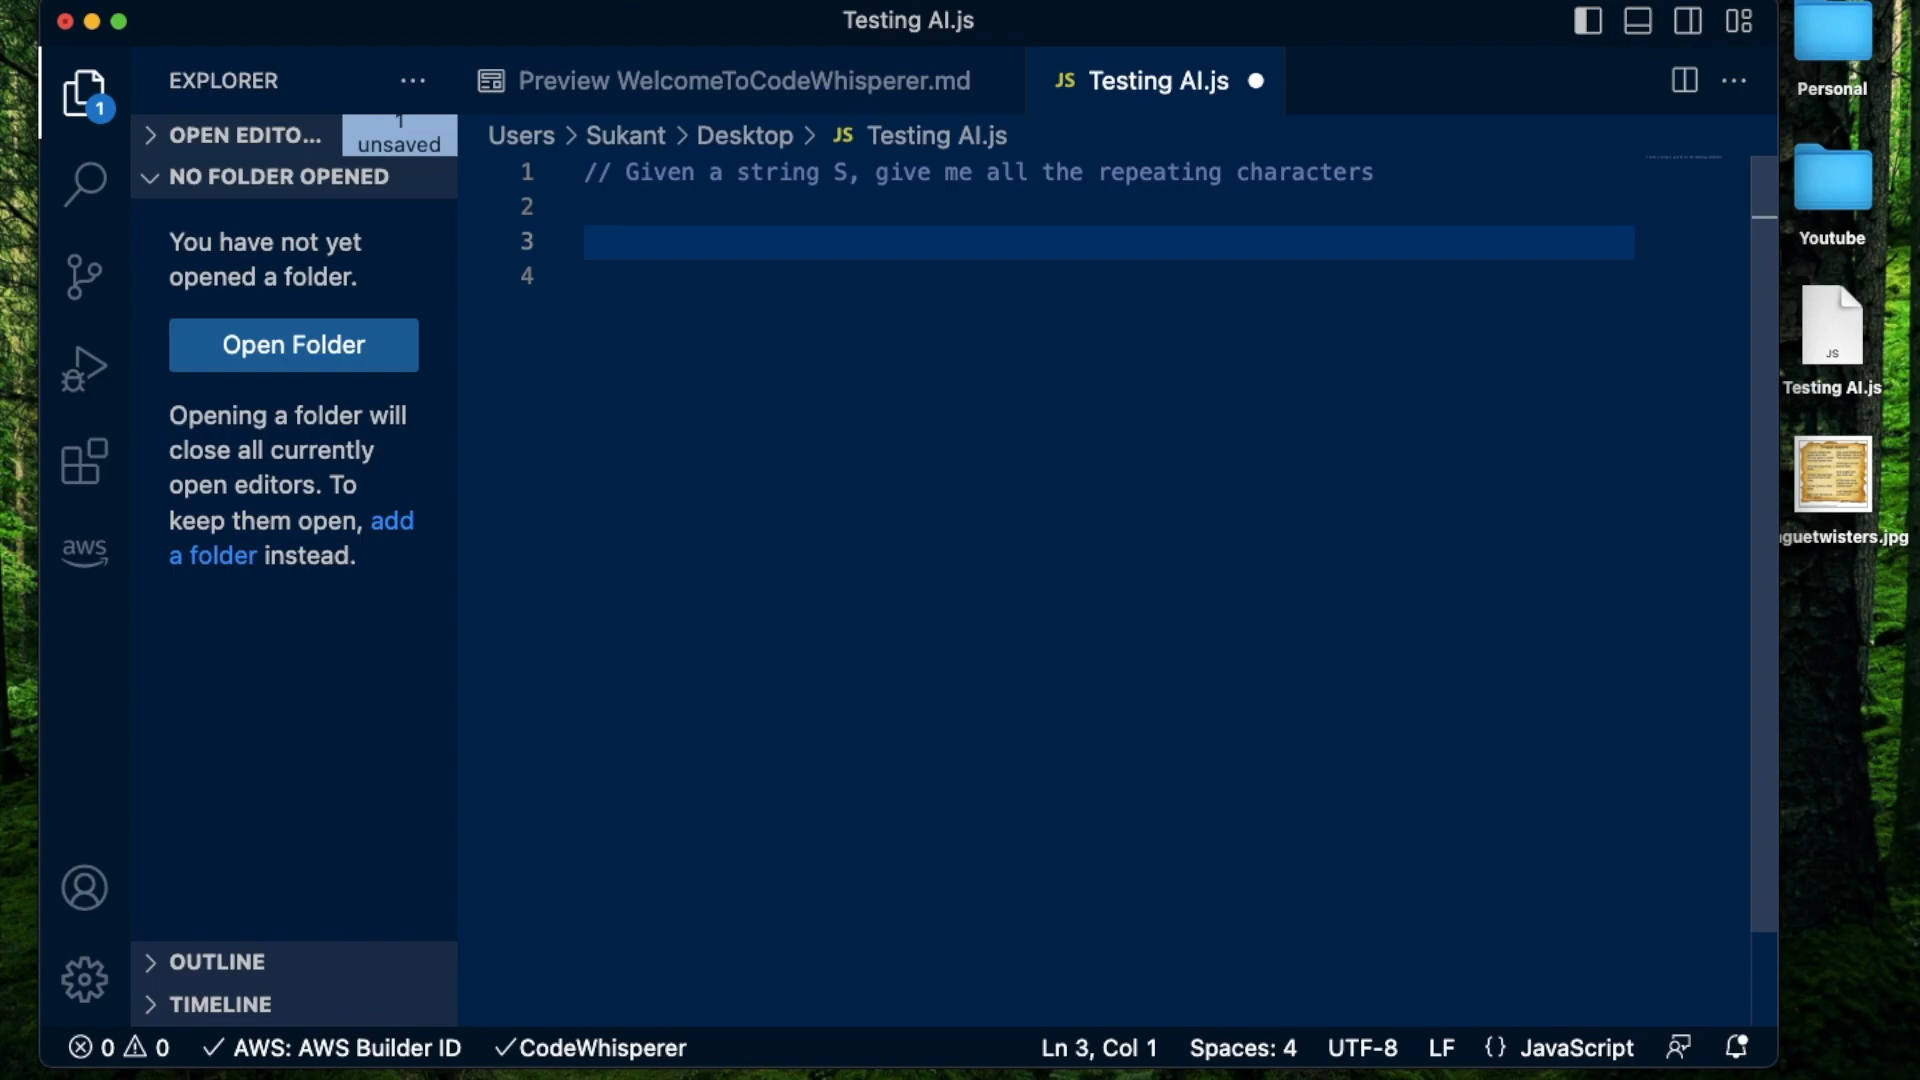 Testing AI.js
EXPLORER
Preview WelcomeToCodeWhisperer.md
JS Testing AI.js
1
OPEN EDITO...
1
unsaved
NO FOLDER OPENED
You have not yet
opened a folder.
Open Folder
Opening a folder will
close all currently
open editors. To
keep them open, add
a folder instead.
aws
OUTLINE
TIMELINE
Users > Sukant > Desktop > JS Testing AI.js
1 // Given a string S, give me all the repeating characters
2
3
4
0 0 AWS: AWS Builder ID CodeWhisperer
Ln 3, Col 1 Spaces: 4 UTF-8 LF {} JavaScript
Personal
Youtube
JS
Testing AI.js
guetwisters.jpg